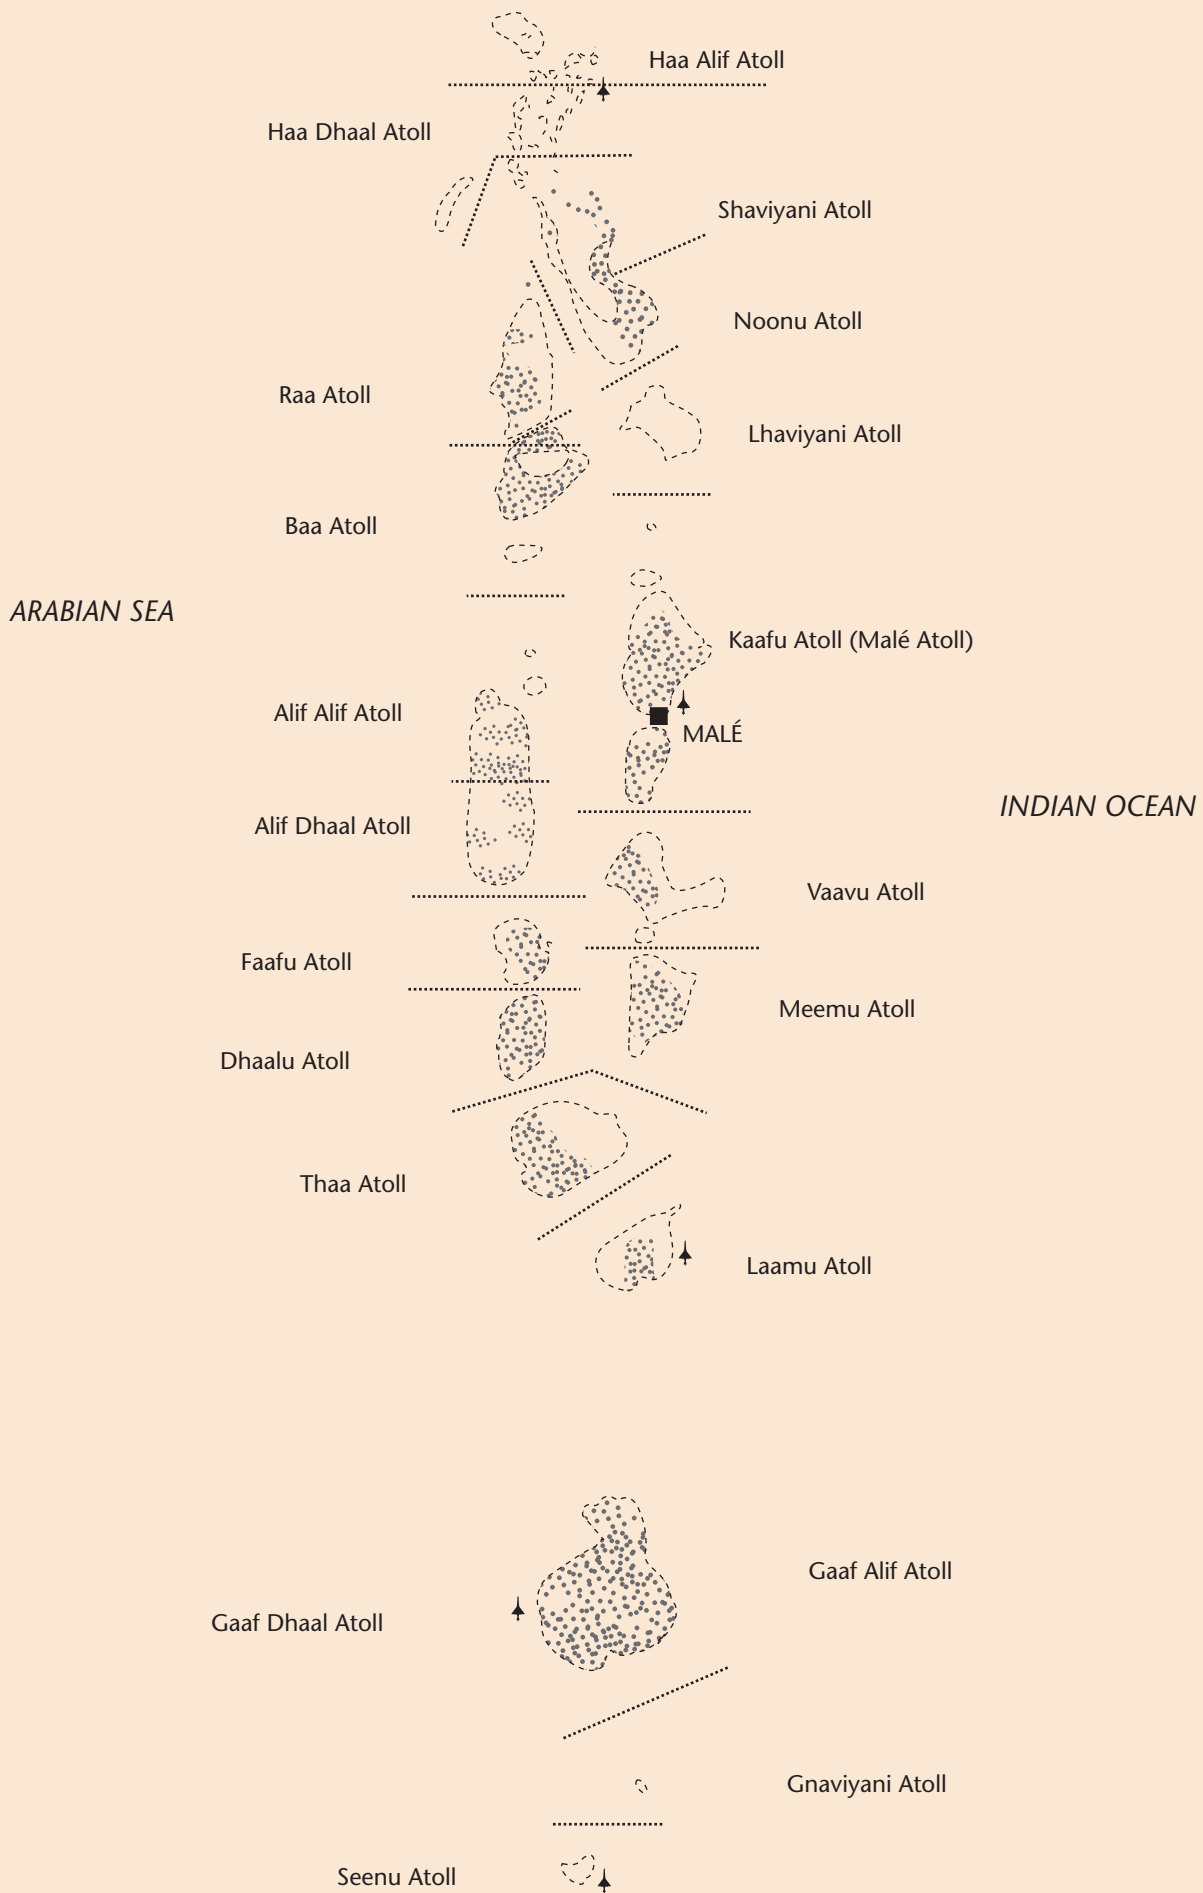 Haa Alif Atoll
Haa Dhaal Atoll
Shaviyani Atoll
Noonu Atoll
Raa Atoll
Lhaviyani Atoll
Baa Atoll
ARABIAN SEA
Kaafu Atoll (Malé Atoll)
Alif Alif Atoll
MALÉ
INDIAN OCEAN
Alif Dhaal Atoll
Vaavu Atoll
Faafu Atoll
Meemu Atoll
Dhaalu Atoll
Thaa Atoll
Laamu Atoll
Gaaf Alif Atoll
Gaaf Dhaal Atoll
Gnaviyani Atoll
Seenu Atoll